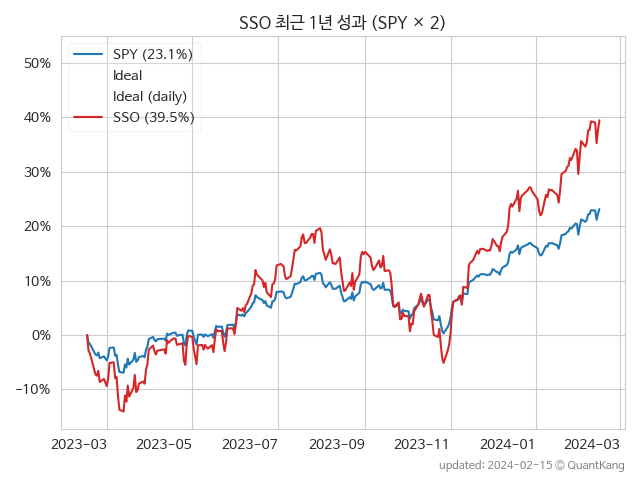 SSO 최근 1년 성과 (SPY × 2)
SPY (23.1%)
Ideal
Ideal (daily)
SSO (39.5%)
50%
40%
30%
20%
10%
0%
−10%
2023−03 2023−05 2023−07 2023−09 2023−11 2024−01 2024−03
updated: 2024-02-15 © QuantKang